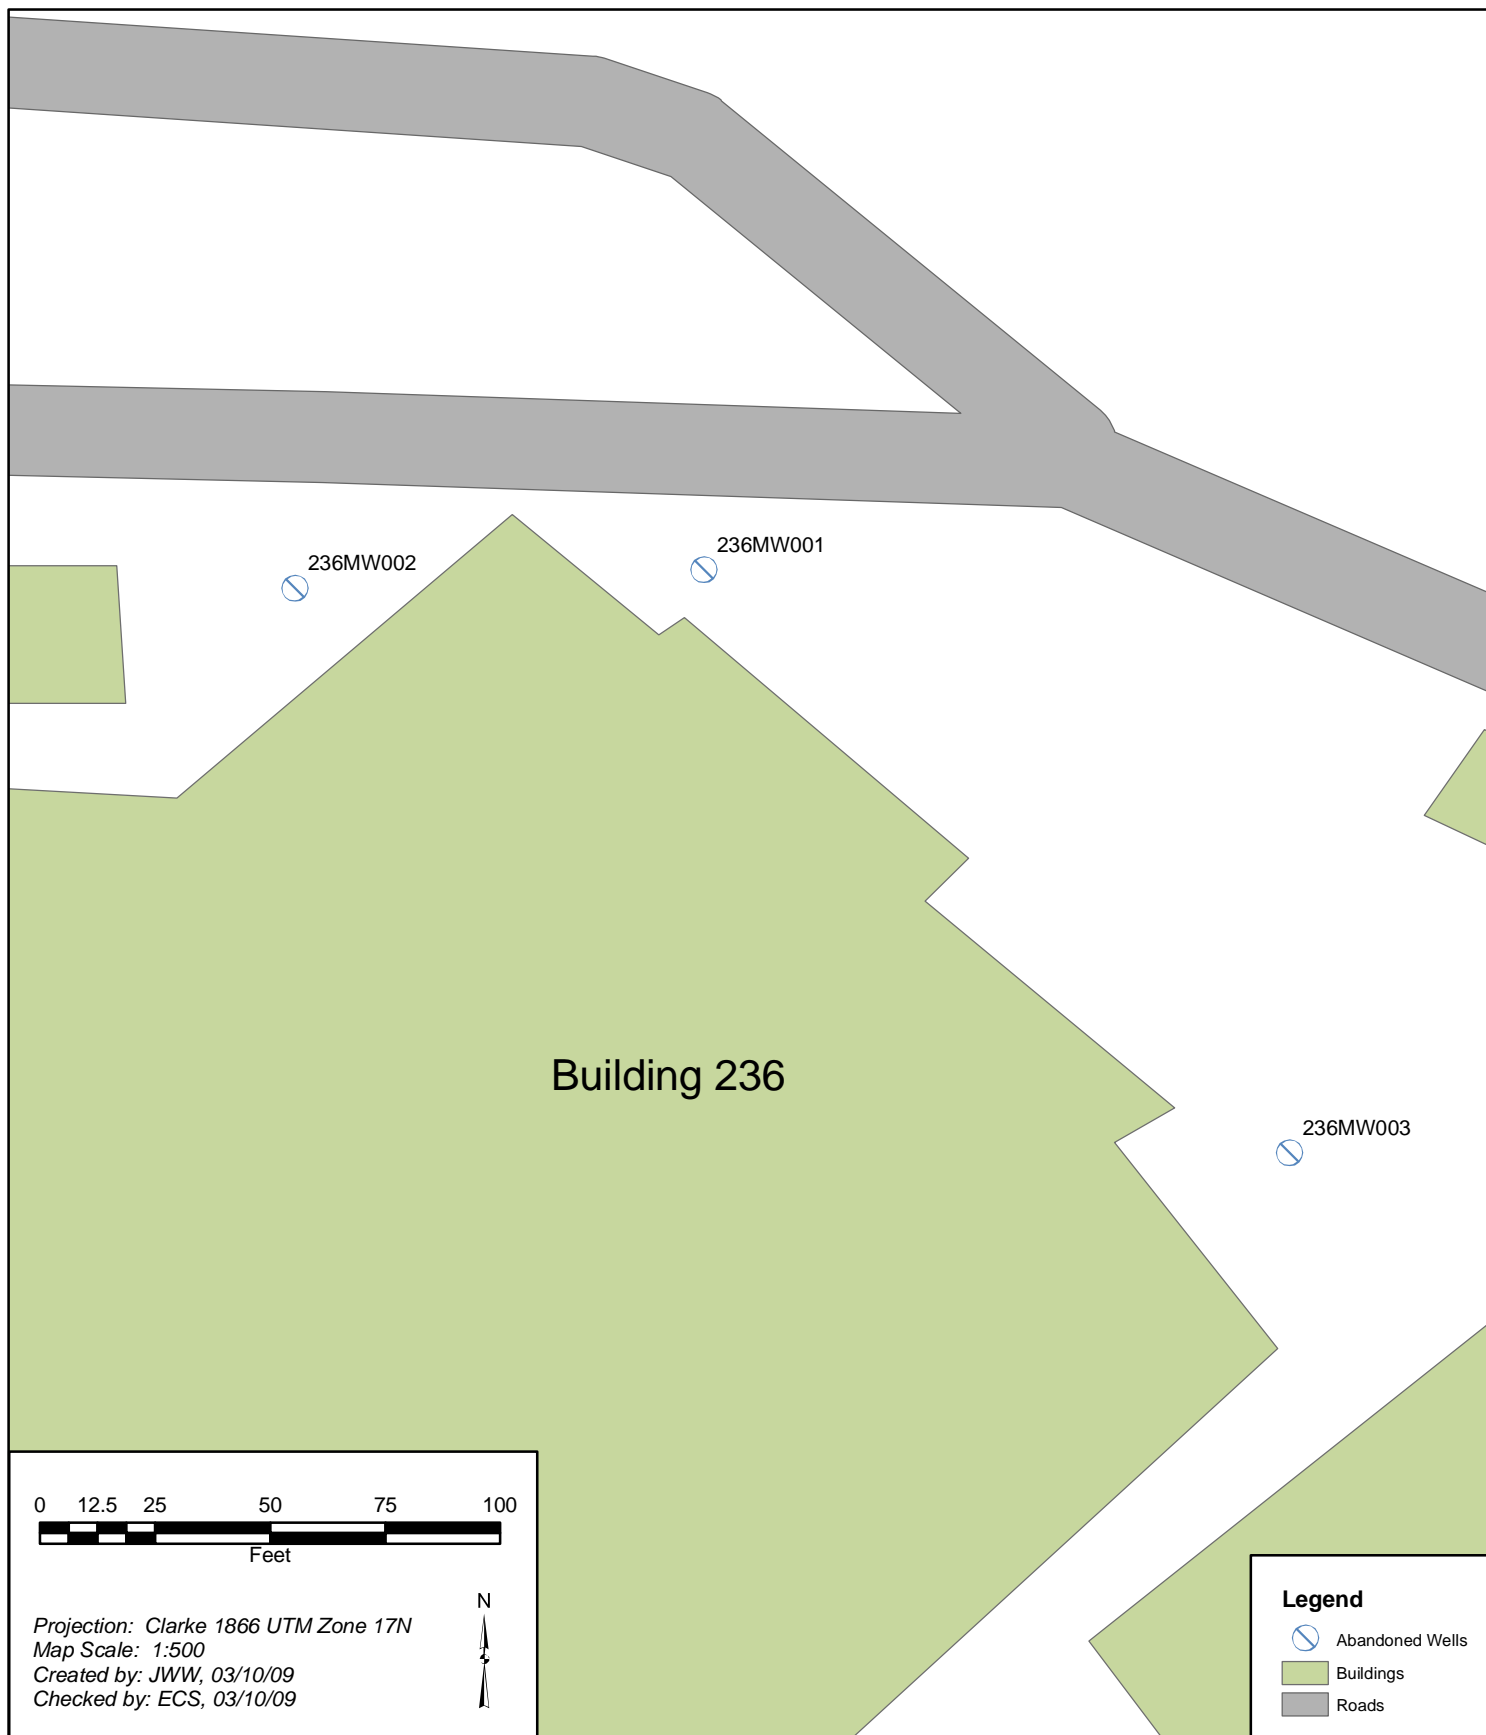 236MW002
236MW001
Building 236
236MW003
0 12.5 25 50 75 100
Feet
N
Projection: Clarke 1866 UTM Zone 17N
Map Scale: 1:500
Created by: JWW, 03/10/09
Checked by: ECS, 03/10/09
Legend
Abandoned Wells
Buildings
Roads